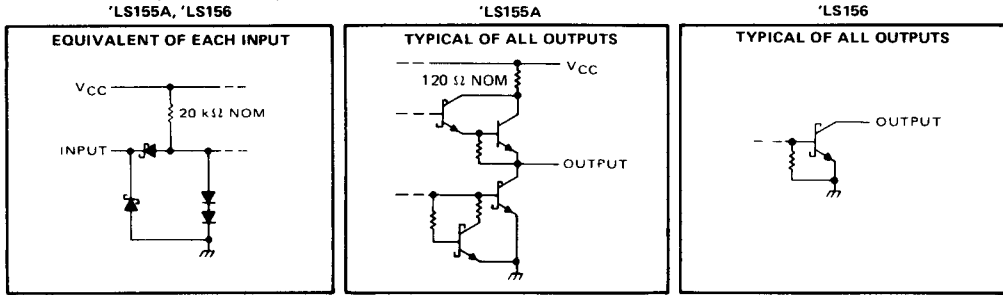 'LS155A, 'LS156
EQUIVALENT OF EACH INPUT
VCC
20 kΩ NOM
INPUT
'LS155A
TYPICAL OF ALL OUTPUTS
VCC
120 Ω NOM
OUTPUT
'LS156
TYPICAL OF ALL OUTPUTS
OUTPUT